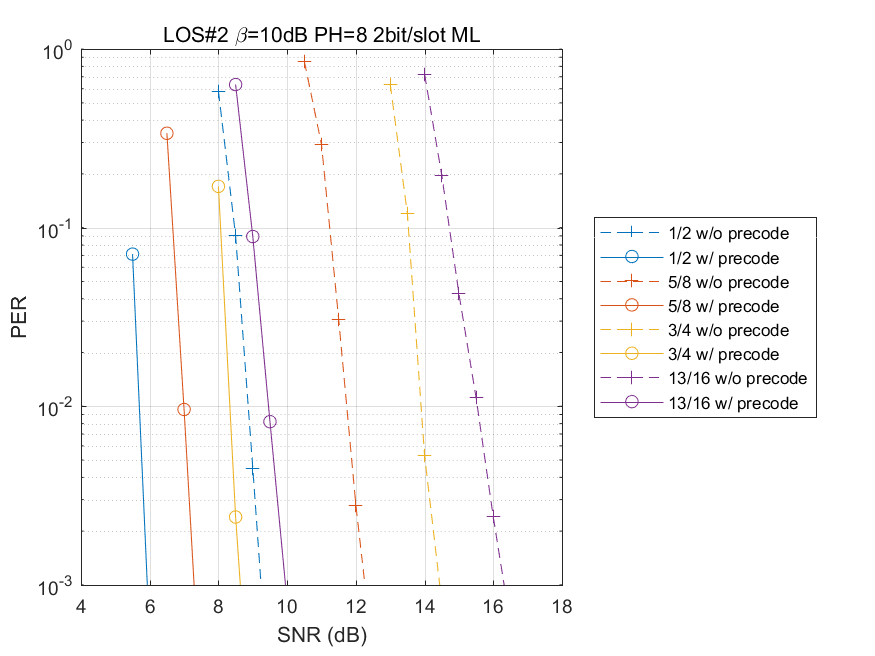 LOS#2 β=10dB PH=8 2bit/slot ML
10^0
10^-1
10^-2
10^-3
PER
4 6 8 10 12 14 16 18
SNR (dB)
1/2 w/o precode
1/2 w/ precode
5/8 w/o precode
5/8 w/ precode
3/4 w/o precode
3/4 w/ precode
13/16 w/o precode
13/16 w/ precode